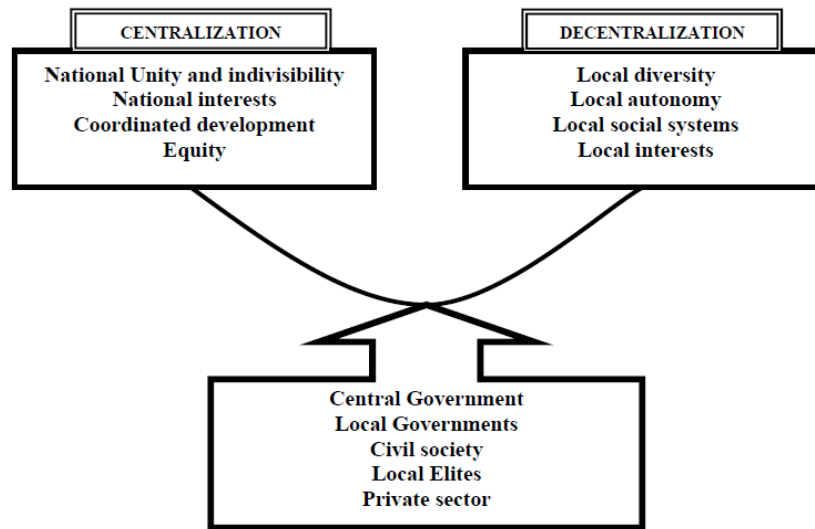 CENTRALIZATION
National Unity and indivisibility
National interests
Coordinated development
Equity
DECENTRALIZATION
Local diversity
Local autonomy
Local social systems
Local interests
Central Government
Local Governments
Civil society
Local Elites
Private sector